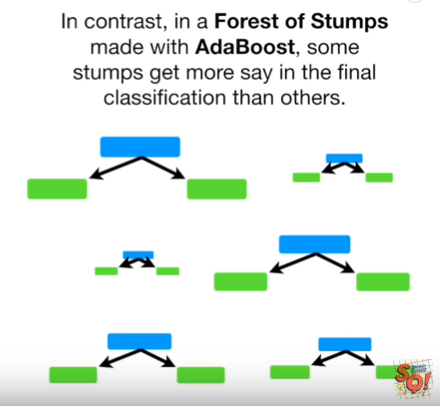 In contrast, in a Forest of Stumps
made with AdaBoost, some
stumps get more say in the final
classification than others.
SQ!